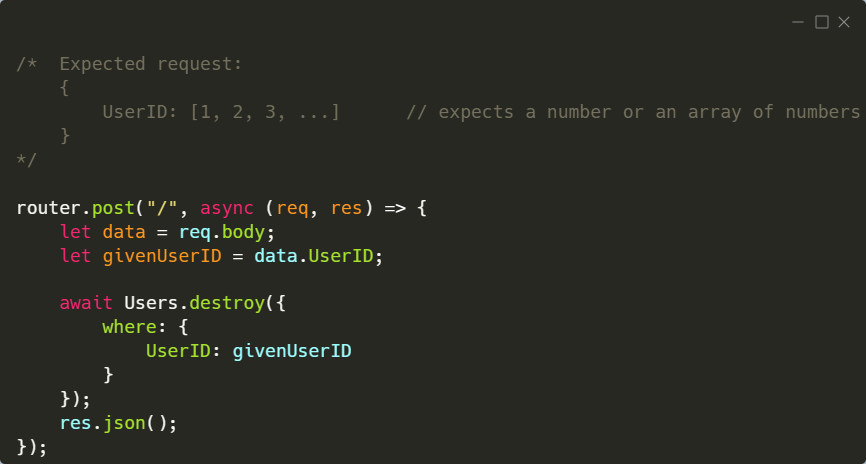 /*  Expected request:
    {
        UserID: [1, 2, 3, ...]      // expects a number or an array of numbers
    }
*/

router.post("/", async (req, res) => {
    let data = req.body;
    let givenUserID = data.UserID;

    await Users.destroy({
        where: {
            UserID: givenUserID
        }
    });
    res.json();
});